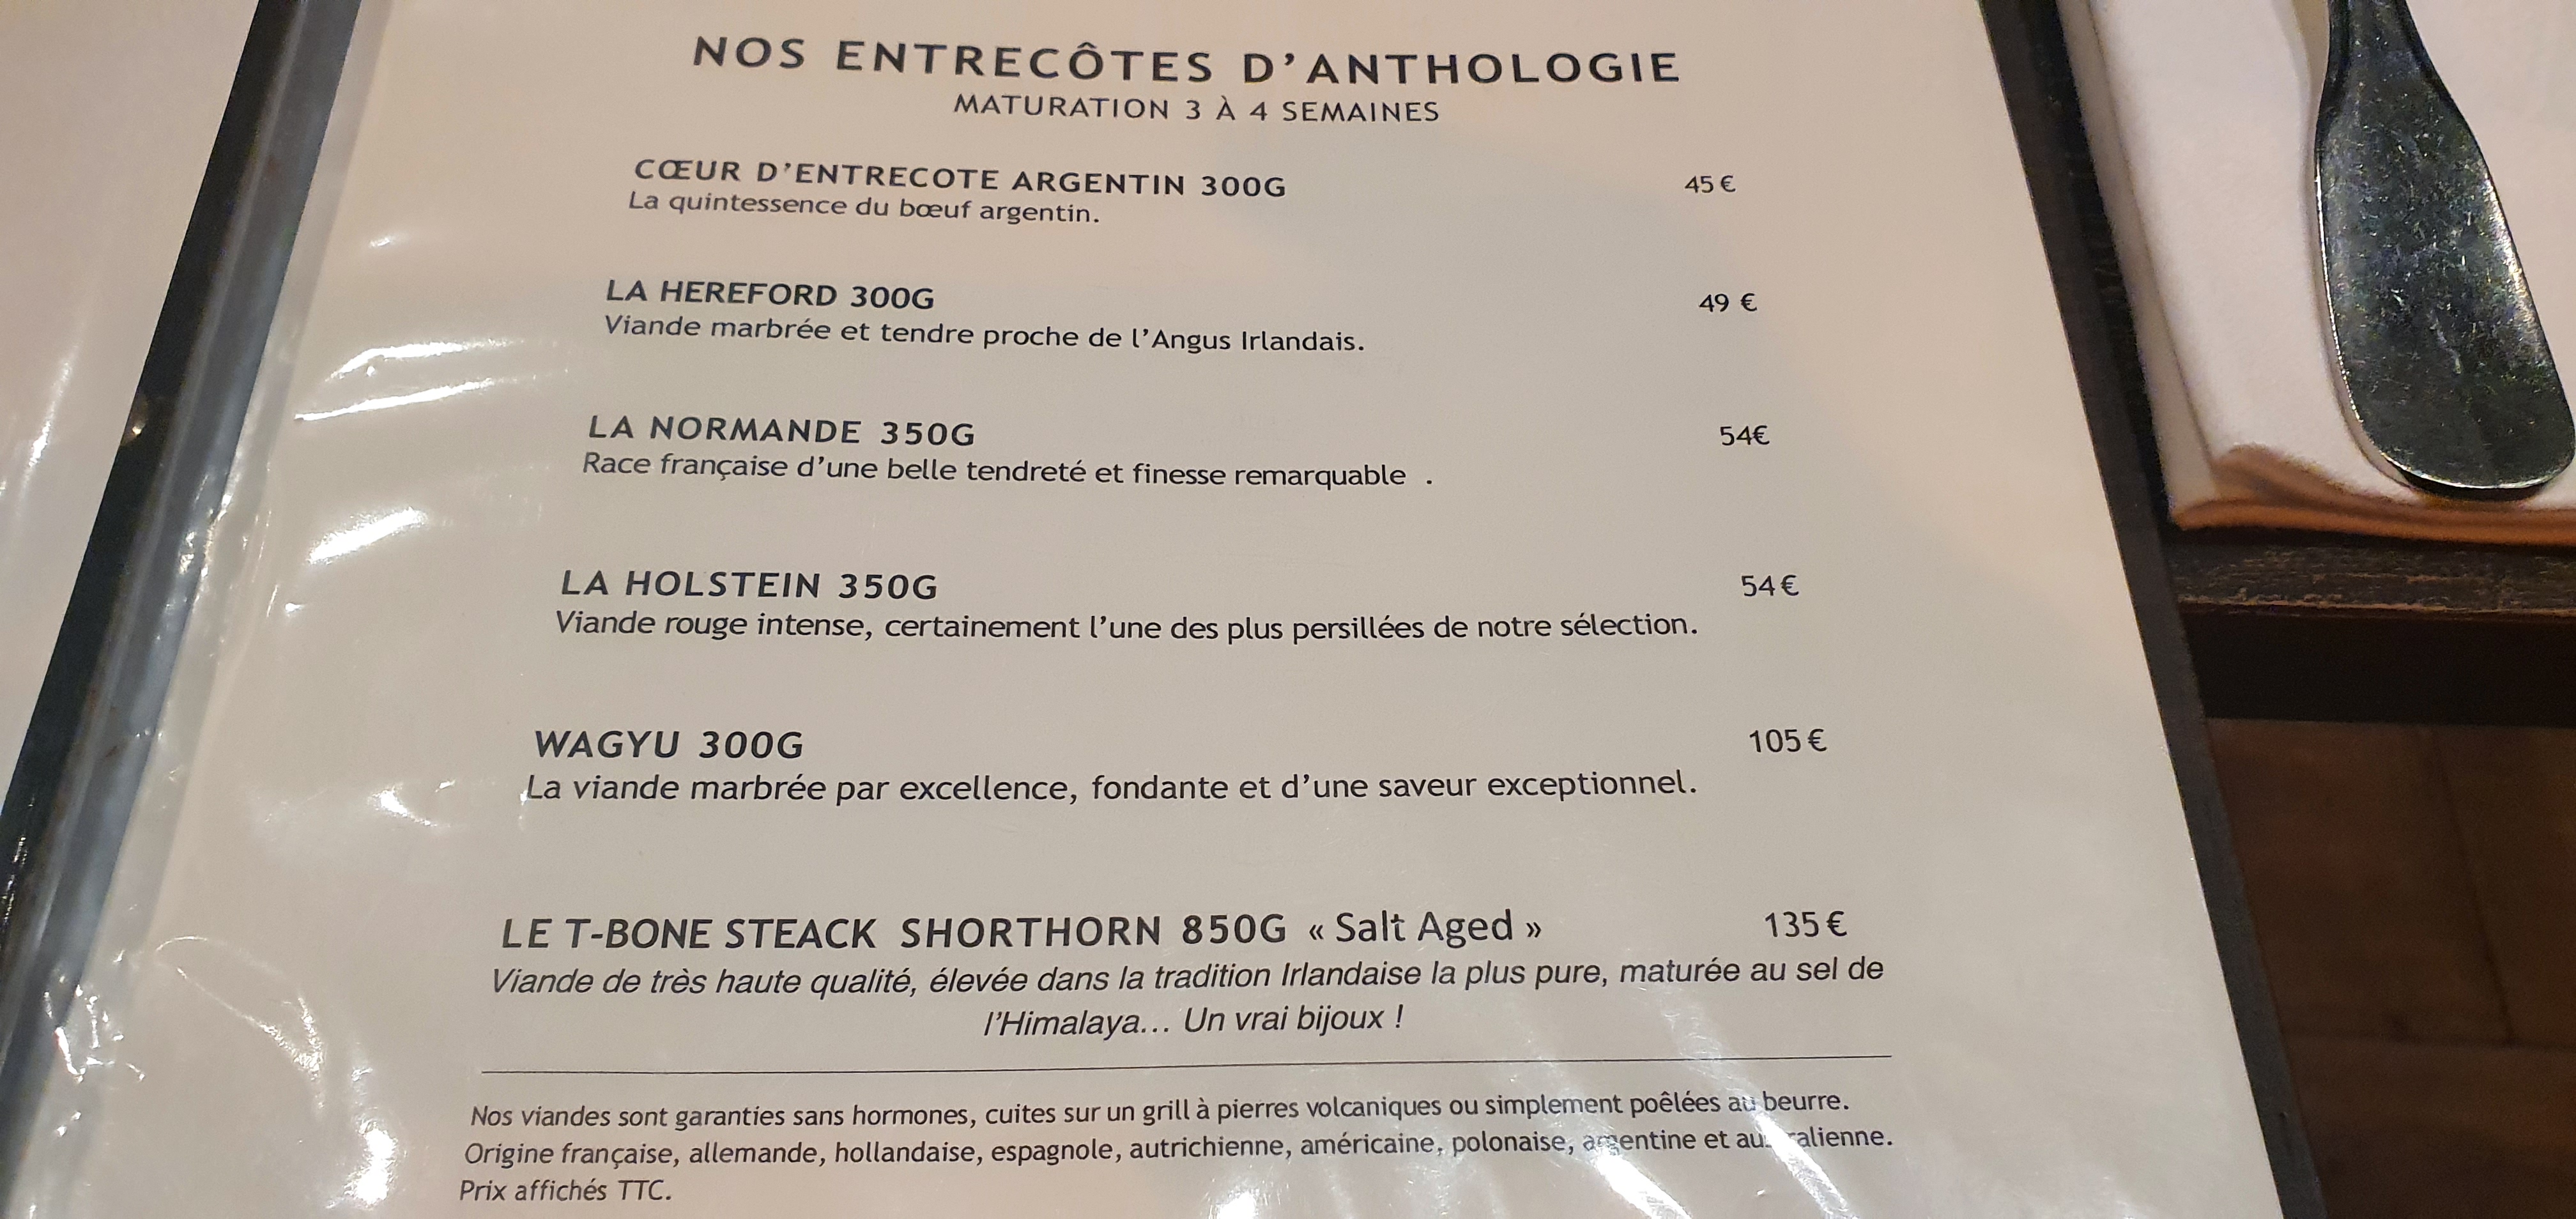 NOS ENTRECÔTES D'ANTHOLOGIE
MATURATION 3 À 4 SEMAINES
CŒUR D'ENTRECOTE ARGENTIN 300G 45 €
La quintessence du bœuf argentin.
LA HEREFORD 300G 49 €
Viande marbrée et tendre proche de l'Angus Irlandais.
LA NORMANDE 350G 54€
Race française d'une belle tendreté et finesse remarquable .
LA HOLSTEIN 350G 54 €
Viande rouge intense, certainement l'une des plus persillées de notre sélection.
WAGYU 300G 105 €
La viande marbrée par excellence, fondante et d'une saveur exceptionnel.
LE T-BONE STEACK SHORTHORN 850G « Salt Aged » 135 €
Viande de très haute qualité, élevée dans la tradition Irlandaise la plus pure, maturée au sel de
l'Himalaya… Un vrai bijoux !
Nos viandes sont garanties sans hormones, cuites sur un grill à pierres volcaniques ou simplement poêlées au beurre.
Origine française, allemande, hollandaise, espagnole, autrichienne, américaine, polonaise, argentine et australienne.
Prix affichés TTC.